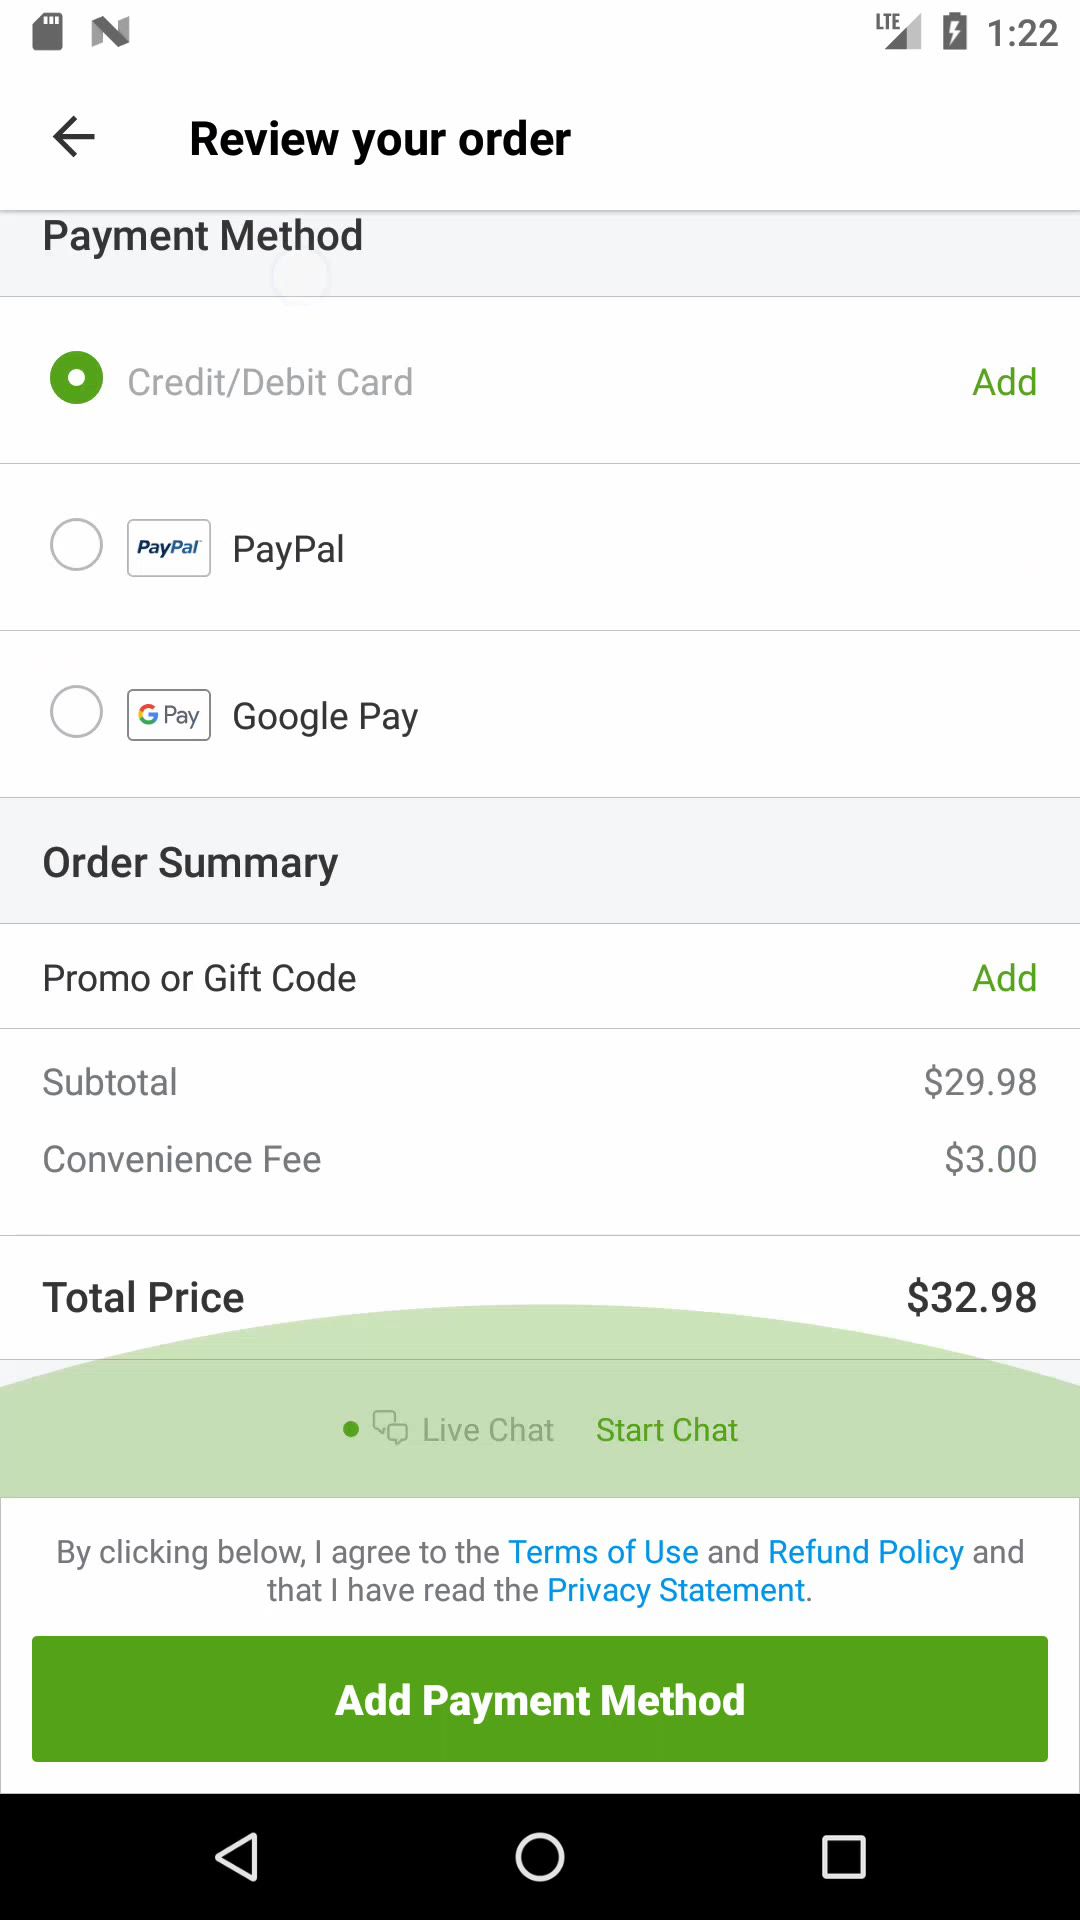 LTE 1:22
Review your order
Payment Method
Credit/Debit Card Add
PayPal PayPal
G Pay Google Pay
Order Summary
Promo or Gift Code Add
Subtotal $29.98
Convenience Fee $3.00
Total Price $32.98
Live Chat Start Chat
By clicking below, I agree to the Terms of Use and Refund Policy and
that I have read the Privacy Statement.
Add Payment Method